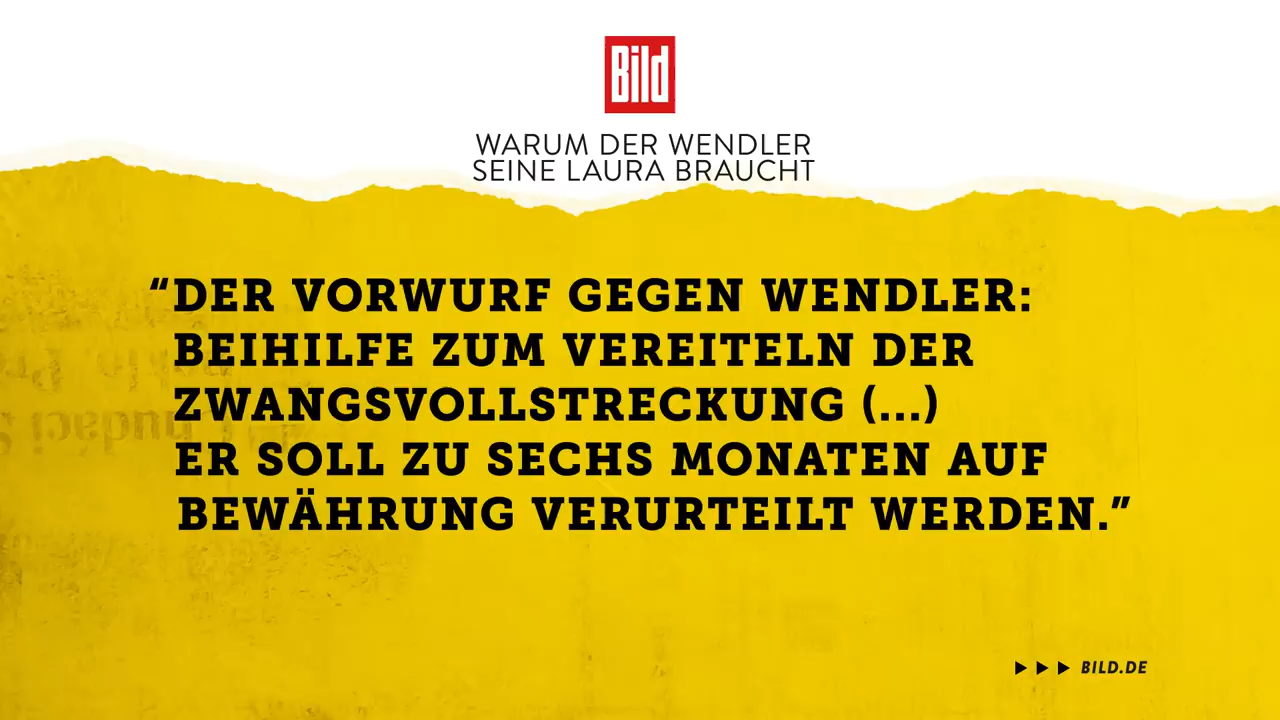 Bild
WARUM DER WENDLER
SEINE LAURA BRAUCHT
“DER VORWURF GEGEN WENDLER:
BEIHILFE ZUM VEREITELN DER
ZWANGSVOLLSTRECKUNG (...)
ER SOLL ZU SECHS MONATEN AUF
BEWÄHRUNG VERURTEILT WERDEN.”
BILD.DE